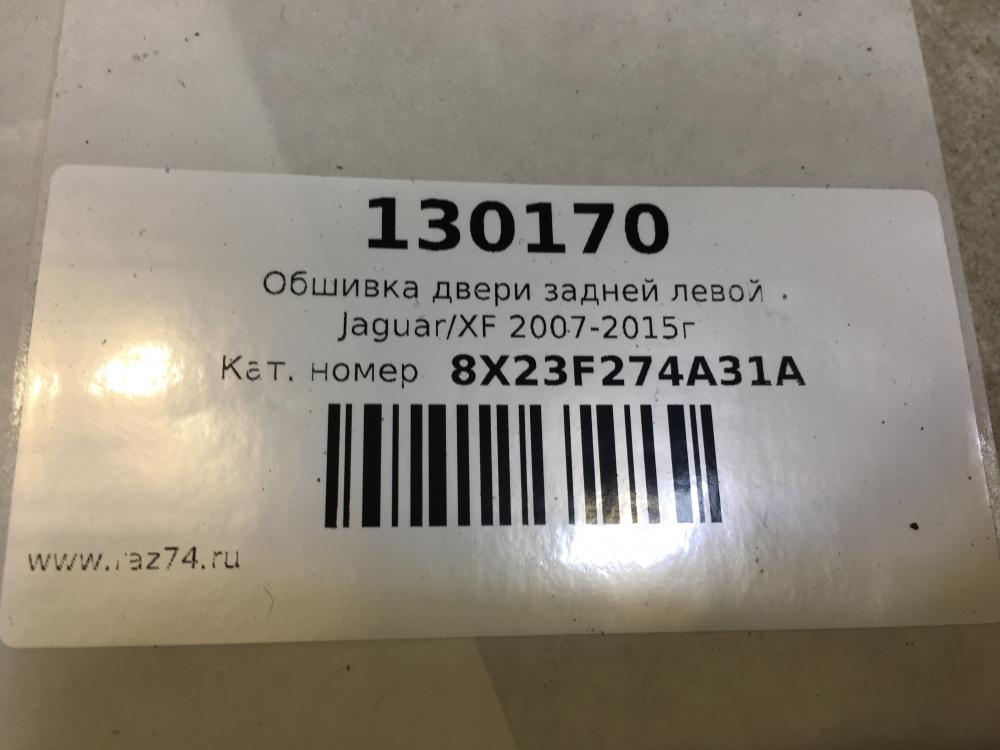 130170
Обшивка двери задней левой
Jaguar/XF 2007-2015г
Кат. номер 8X23F274A31A